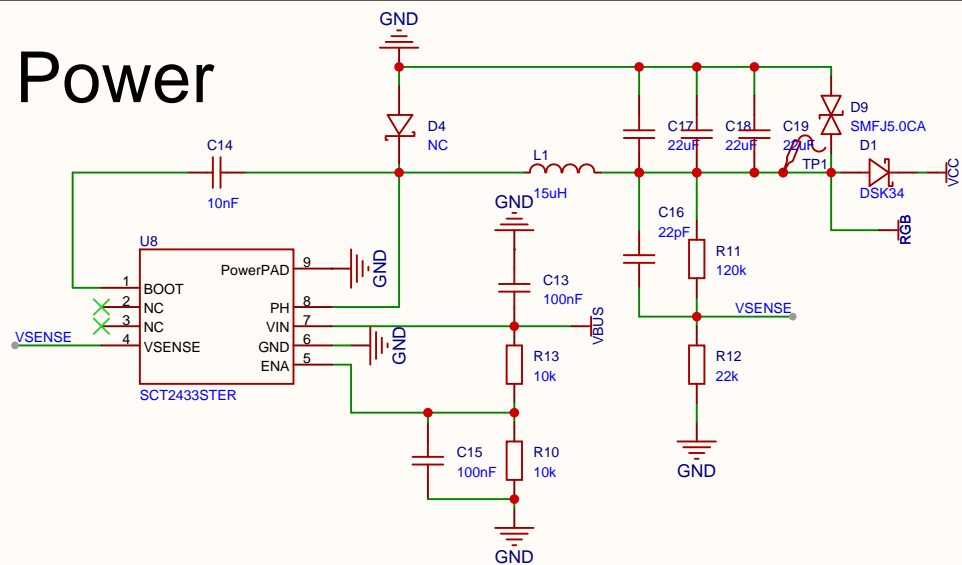 Power
GND
D4
NC
C17
22uF
C18
22uF
C19
22uF
D9
SMFJ5.0CA
D1
DSK34
TP1
VCC
RGB
C14
10nF
L1
15uH
GND
C16
22pF
R11
120k
VSENSE
R12
22k
GND
U8
PowerPAD
9
GND
1
BOOT
2
NC
3
NC
VSENSE
4
VSENSE
PH
8
VIN
7
GND
6
GND
ENA
5
SCT2433STER
C13
100nF
VBUS
R13
10k
C15
100nF
R10
10k
GND